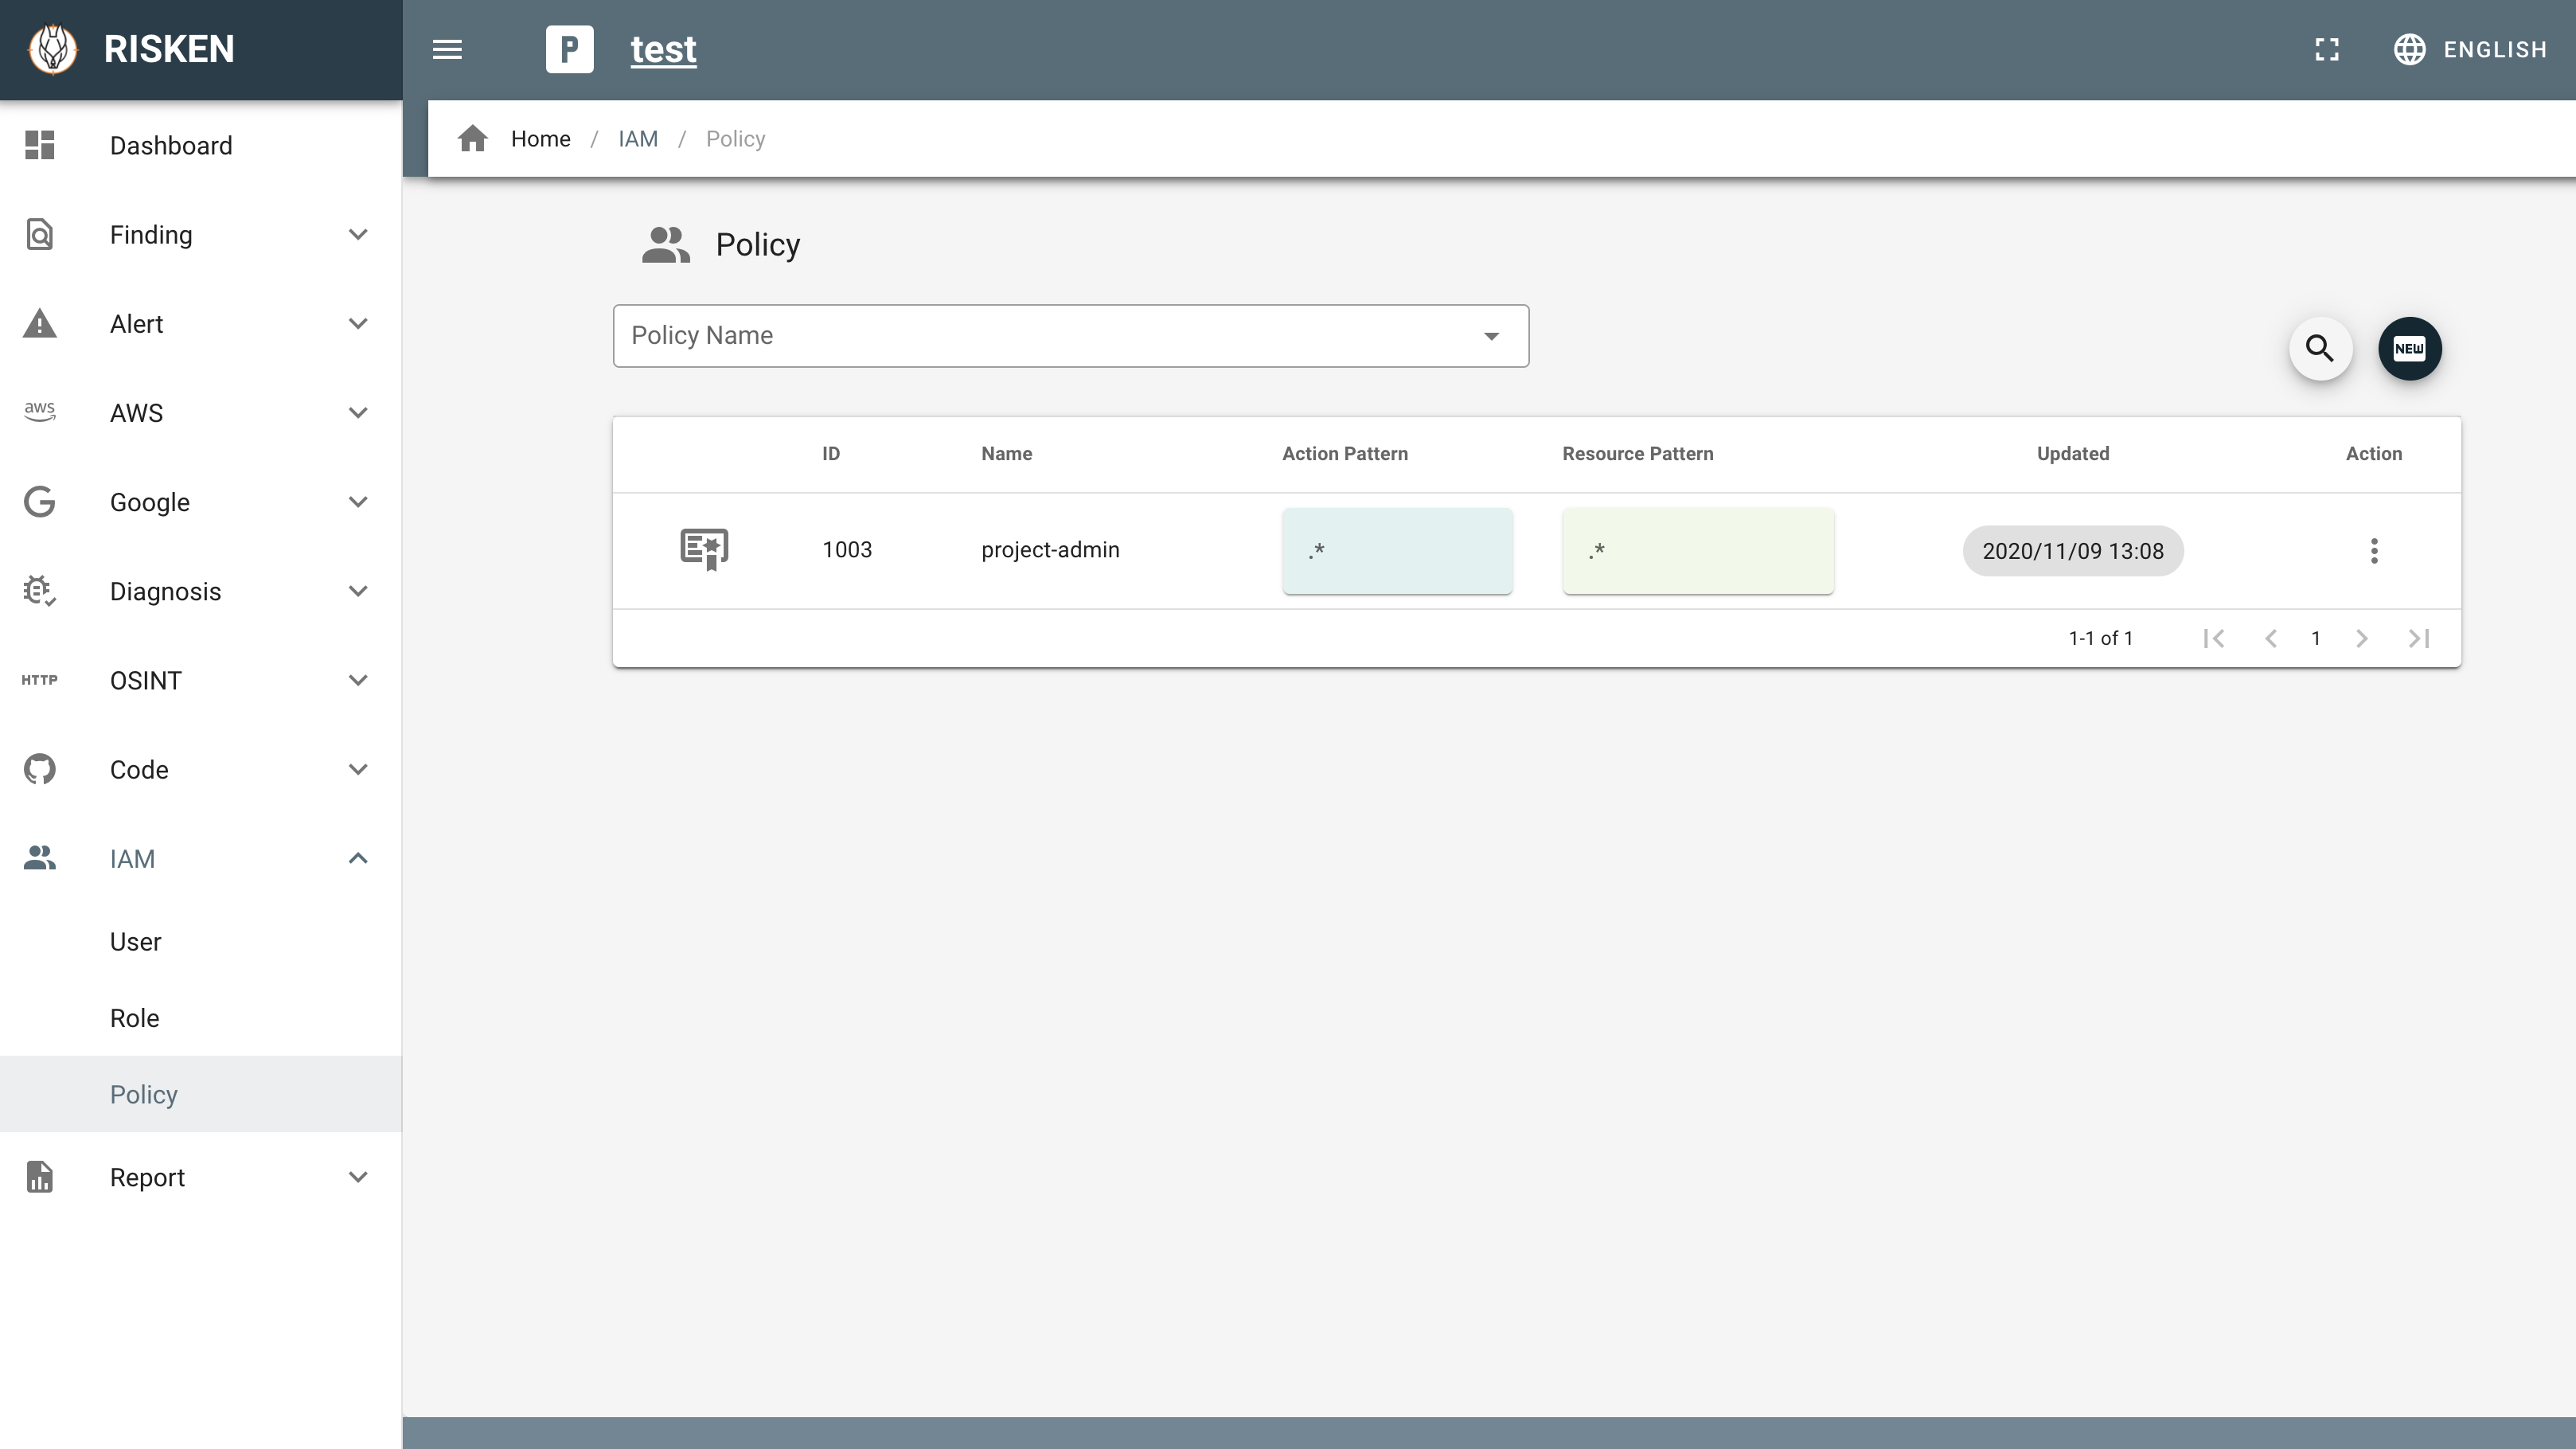 RISKEN
P test
ENGLISH
Home / IAM / Policy
Dashboard
Finding
Alert
aws AWS
Google
Diagnosis
HTTP OSINT
Code
IAM
User
Role
Policy
Report
Policy
Policy Name
NEW
ID Name Action Pattern Resource Pattern Updated Action
1003 project-admin .* .* 2020/11/09 13:08
1-1 of 1 1